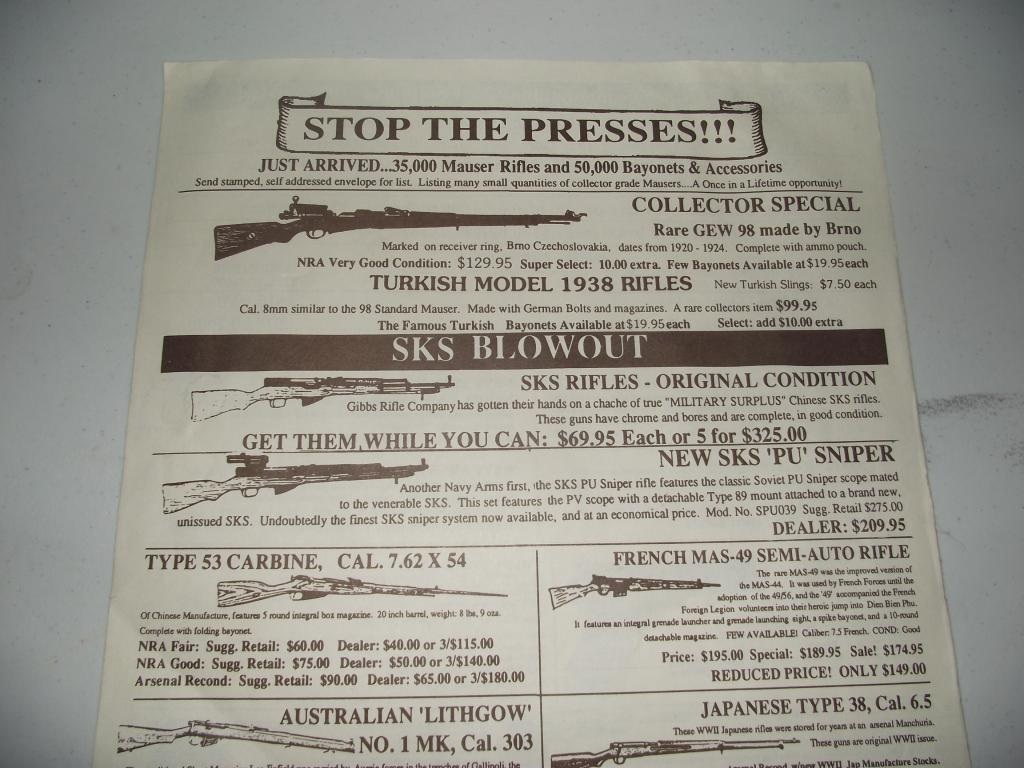 STOP THE PRESSES!!!
JUST ARRIVED...35,000 Mauser Rifles and 50,000 Bayonets & Accessories
Send stamped, self addressed envelope for list. Listing many small quantities of collector grade Mausers....A Once in a Lifetime opportunity!
COLLECTOR SPECIAL
Rare GEW 98 made by Brno
Marked on receiver ring, Brno Czechoslovakia, dates from 1920 - 1924. Complete with ammo pouch.
NRA Very Good Condition: $129.95 Super Select: 10.00 extra. Few Bayonets Available at $19.95 each
TURKISH MODEL 1938 RIFLES New Turkish Slings: $7.50 each
Cal. 8mm similar to the 98 Standard Mauser. Made with German Bolts and magazines. A rare collectors item $99.95
The Famous Turkish Bayonets Available at $19.95 each Select: add $10.00 extra
SKS BLOWOUT
SKS RIFLES - ORIGINAL CONDITION
Gibbs Rifle Company has gotten their hands on a chache of true "MILITARY SURPLUS" Chinese SKS rifles.
These guns have chrome and bores and are complete, in good condition.
GET THEM WHILE YOU CAN: $69.95 Each or 5 for $325.00
NEW SKS 'PU' SNIPER
Another Navy Arms first, the SKS PU Sniper rifle features the classic Soviet PU Sniper scope mated
to the venerable SKS. This set features the PV scope with a detachable Type 89 mount attached to a brand new,
unissued SKS. Undoubtedly the finest SKS sniper system now available, and at an economical price. Mod. No. SPU039 Sugg. Retail $275.00
DEALER: $209.95
TYPE 53 CARBINE, CAL. 7.62 X 54
Of Chinese Manufacture, features 5 round integral box magazine. 20 inch barrel, weight: 8 lbs, 9 ozs.
Complete with folding bayonet.
NRA Fair: Sugg. Retail: $60.00 Dealer: $40.00 or 3/$115.00
NRA Good: Sugg. Retail: $75.00 Dealer: $50.00 or 3/$140.00
Arsenal Recond: Sugg. Retail: $90.00 Dealer: $65.00 or 3/$180.00
FRENCH MAS-49 SEMI-AUTO RIFLE
The rare MAS-49 was the improved version of
the MAS-44. It was used by French Forces until the
adoption of the 49/56, and the '49' accompanied the French
Foreign Legion volunteers into their heroic jump into Dien Bien Phu.
It features an integral grenade launcher and grenade launching sight, a spike bayonet, and a 10-round
detachable magazine. FEW AVAILABLE! Caliber: 7.5 French. COND: Good
Price: $195.00 Special: $189.95 Sale! $174.95
REDUCED PRICE! ONLY $149.00
AUSTRALIAN 'LITHGOW'
NO. 1 MK, Cal. 303
JAPANESE TYPE 38, Cal. 6.5
These WWII Japanese rifles were stored for years at an arsenal Manchuria.
These guns are original WWII issue.
Arsenal Recond. w/new WWII Jap Manufacture Stocks.